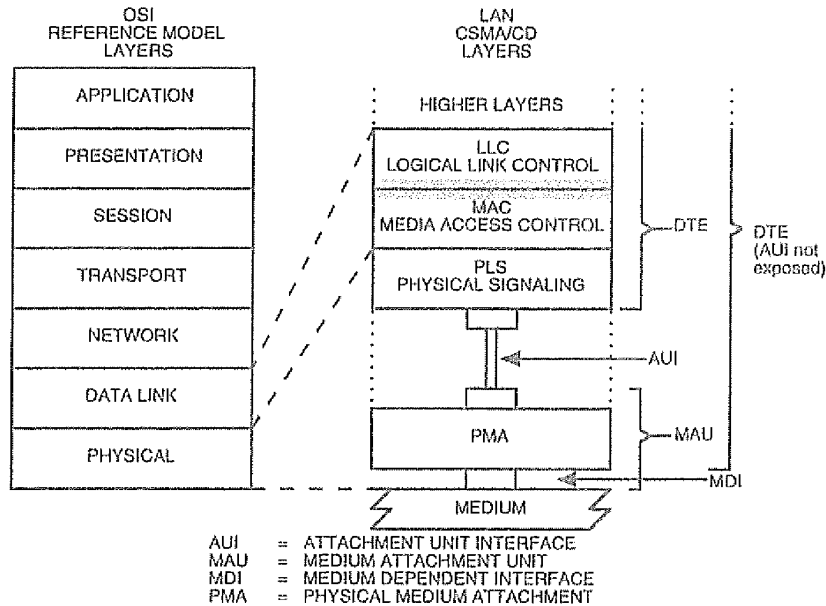 OSI
REFERENCE MODEL
LAYERS
APPLICATION
PRESENTATION
SESSION
TRANSPORT
NETWORK
DATA LINK
PHYSICAL
LAN
CSMA/CD
LAYERS
HIGHER LAYERS
LLC
LOGICAL LINK CONTROL
MAC
MEDIA ACCESS CONTROL
PLS
PHYSICAL SIGNALING
PMA
MEDIUM
DTE
DTE
(AUI not
exposed)
AUI
MAU
MDI
AUI = ATTACHMENT UNIT INTERFACE
MAU = MEDIUM ATTACHMENT UNIT
MDI = MEDIUM DEPENDENT INTERFACE
PMA = PHYSICAL MEDIUM ATTACHMENT